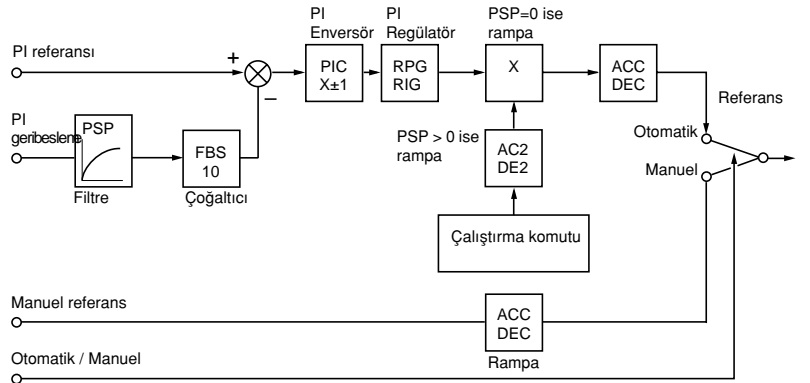 PI
Enversör
PI
Regülatör
PSP=0 ise
rampa
PI referansı
+
−
PIC
X±1
RPG
RIG
X
ACC
DEC
Referans
PI
geribesleme
PSP
Filtre
FBS
10
Çoğaltıcı
PSP > 0 ise
rampa
AC2
DE2
Otomatik
Manuel
Çalıştırma komutu
Manuel referans
ACC
DEC
Rampa
Otomatik / Manuel